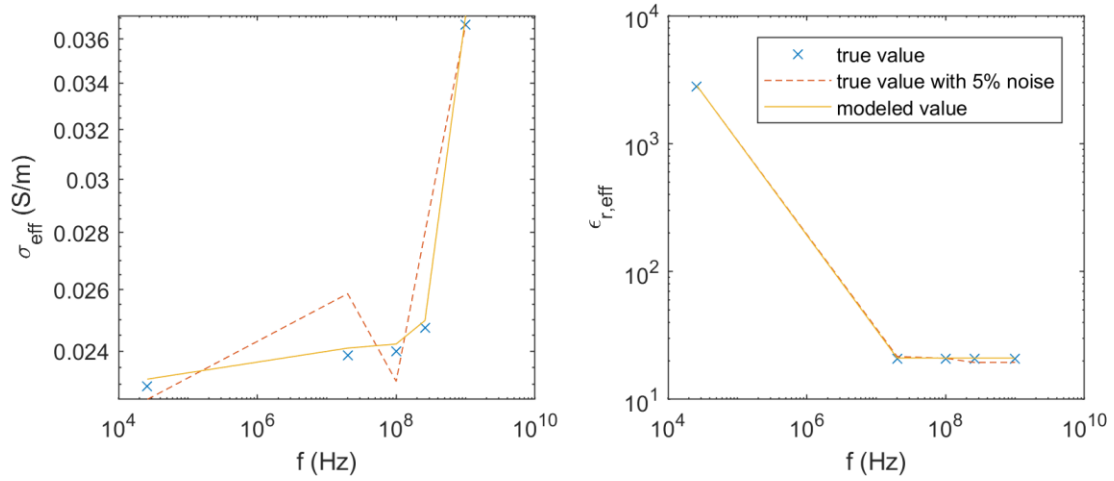 0.036
0.034
0.032
0.03
0.028
0.026
0.024
σeff (S/m)
10^4
10^6
10^8
10^10
f (Hz)
10^4
10^3
10^2
10^1
ϵr,eff
true value
true value with 5% noise
modeled value
10^4
10^6
10^8
10^10
f (Hz)